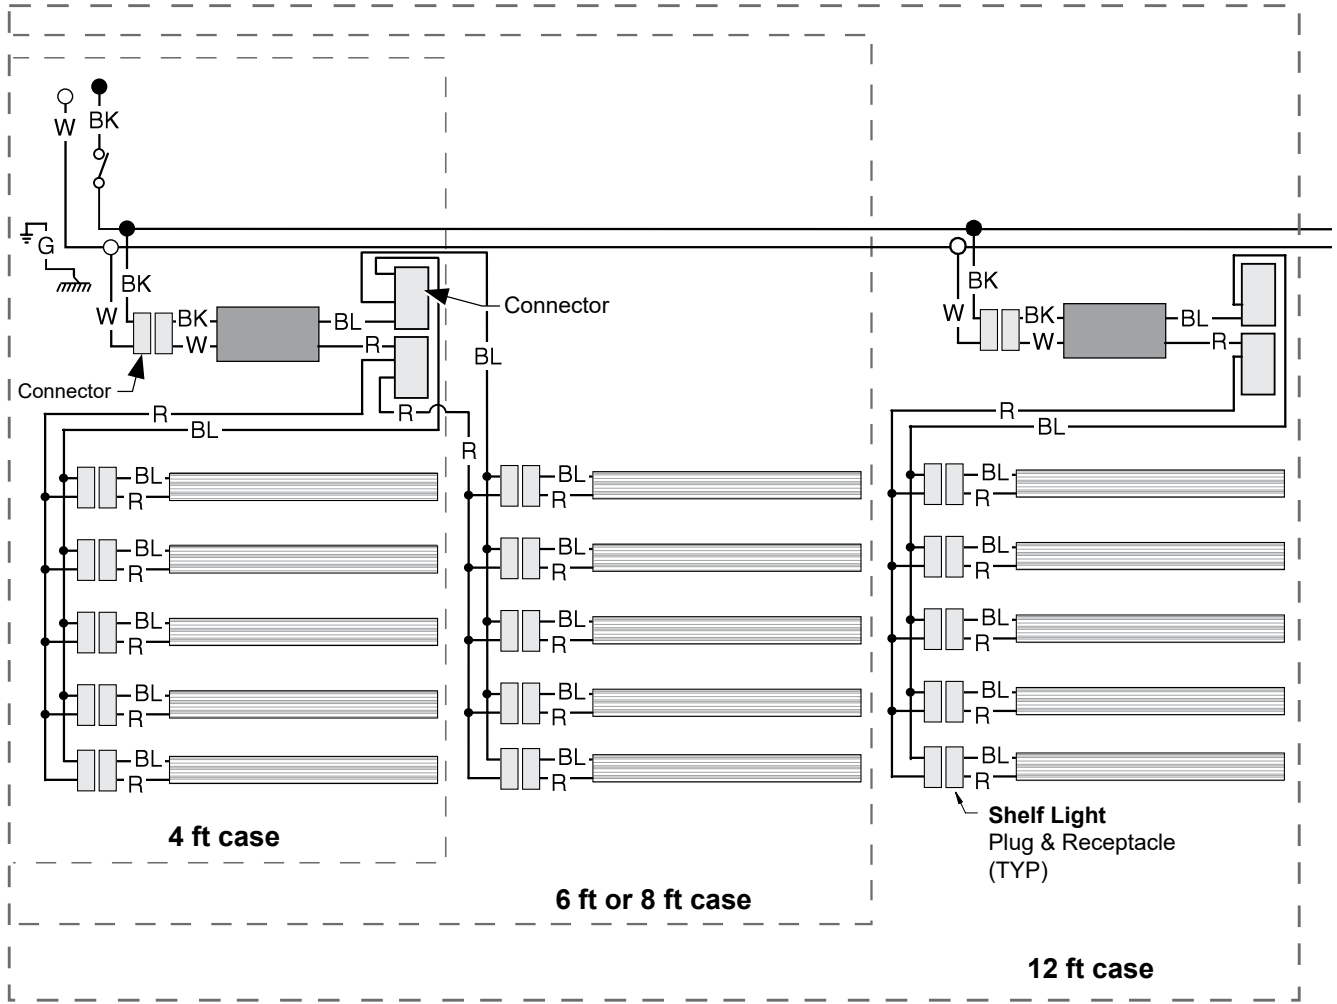 W
BK
G
BK
W
BK
W
BL
R
Connector
Connector
BL
R
BL
R
R
BK
W
BK
W
BL
R
R
BL
BL
R
BL
R
BL
R
BL
R
BL
R
BL
R
BL
R
BL
R
BL
R
BL
R
BL
R
BL
R
BL
R
BL
R
BL
R
Shelf Light
Plug & Receptacle
(TYP)
4 ft case
6 ft or 8 ft case
12 ft case